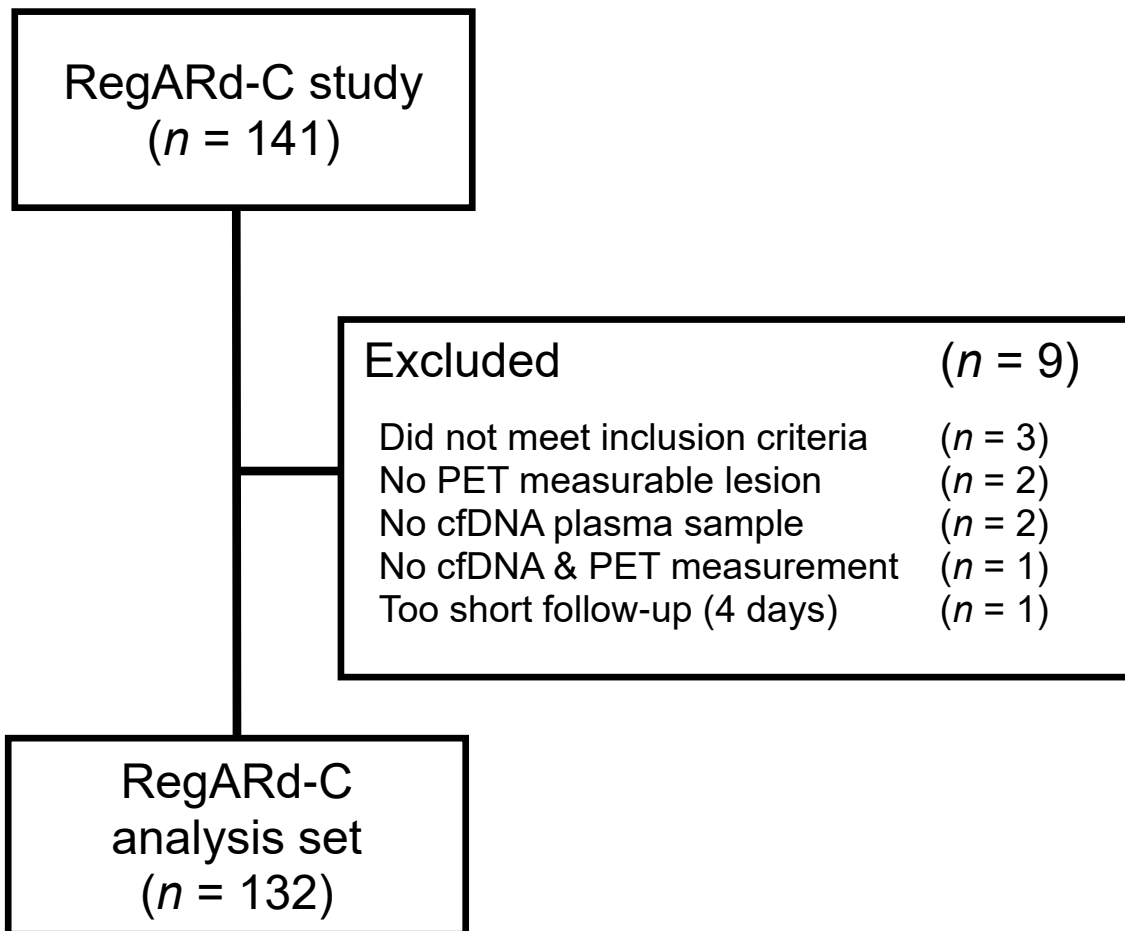 RegARd-C study
(n = 141)
Excluded (n = 9)
Did not meet inclusion criteria (n = 3)
No PET measurable lesion (n = 2)
No cfDNA plasma sample (n = 2)
No cfDNA & PET measurement (n = 1)
Too short follow-up (4 days) (n = 1)
RegARd-C
analysis set
(n = 132)